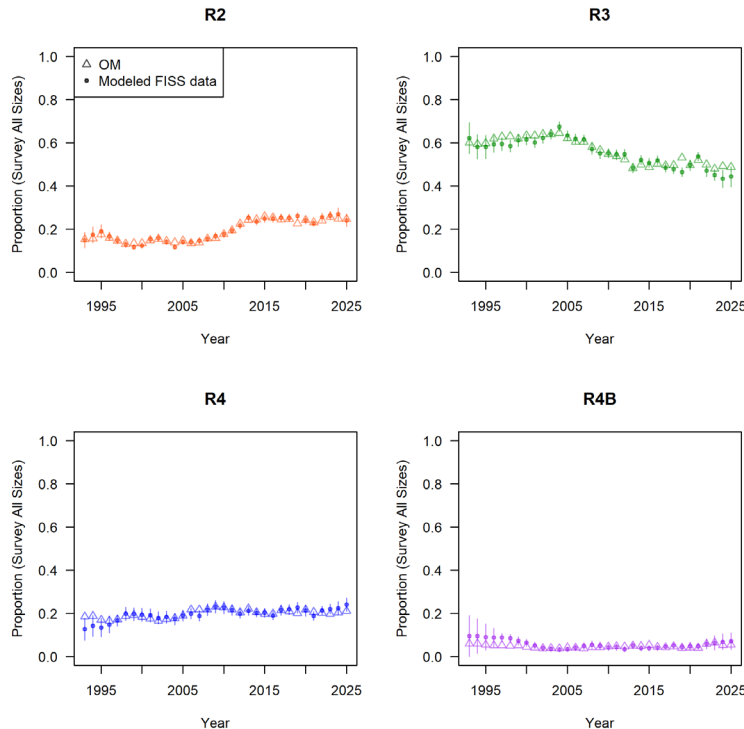 R2
1.0
0.8
0.6
0.4
0.2
0.0
Proportion (Survey All Sizes)
OM
Modeled FISS data
1995
2005
2015
2025
Year
R3
1.0
0.8
0.6
0.4
0.2
0.0
Proportion (Survey All Sizes)
1995
2005
2015
2025
Year
R4
1.0
0.8
0.6
0.4
0.2
0.0
Proportion (Survey All Sizes)
1995
2005
2015
2025
Year
R4B
1.0
0.8
0.6
0.4
0.2
0.0
Proportion (Survey All Sizes)
1995
2005
2015
2025
Year